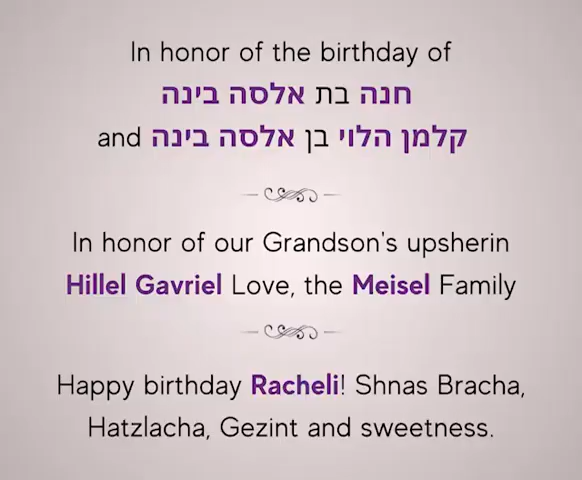 In honor of the birthday of
חנה בת אלסה בינה
and קלמן הלוי בן אלסה בינה
In honor of our Grandson's upsherin
Hillel Gavriel Love, the Meisel Family
Happy birthday Racheli! Shnas Bracha,
Hatzlacha, Gezint and sweetness.